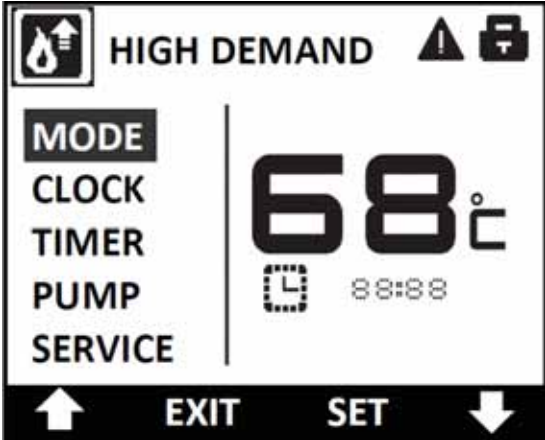 HIGH DEMAND
MODE
CLOCK
TIMER
PUMP
SERVICE
68°C
88:88
EXIT SET